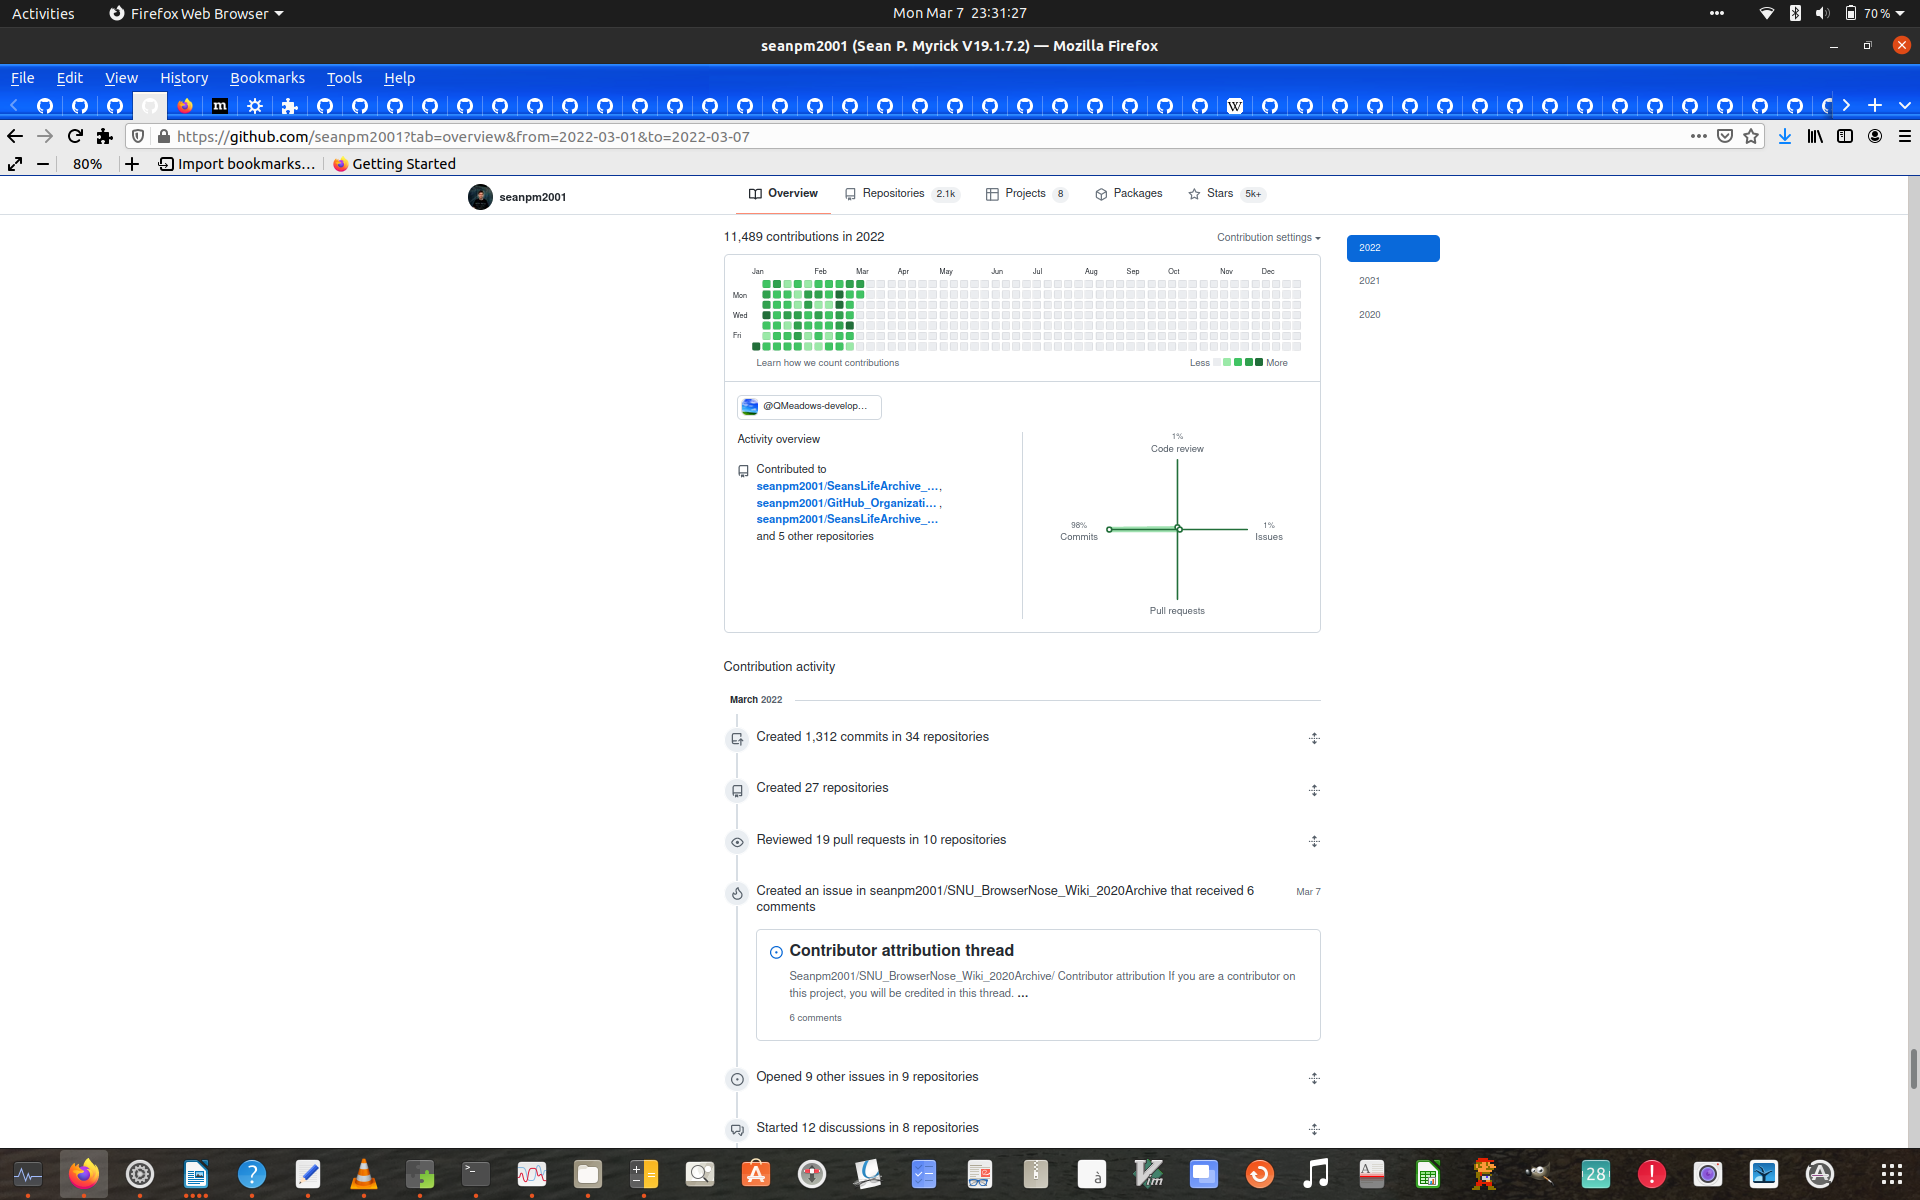 Activities
Firefox Web Browser
Mon Mar 7 23:31:27
70 %
seanpm2001 (Sean P. Myrick V19.1.7.2) — Mozilla Firefox
File Edit View History Bookmarks Tools Help
https://github.com/seanpm2001?tab=overview&from=2022-03-01&to=2022-03-07
80%
Import bookmarks...
Getting Started
seanpm2001
Overview
Repositories 2.1k
Projects 8
Packages
Stars 5k+
11,489 contributions in 2022
Contribution settings
2022
2021
2020
Jan Feb Mar Apr May Jun Jul Aug Sep Oct Nov Dec
Mon
Wed
Fri
Learn how we count contributions
Less More
@QMeadows-develop...
Activity overview
Contributed to
seanpm2001/SeansLifeArchive_...,
seanpm2001/GitHub_Organizati... ,
seanpm2001/SeansLifeArchive_...
and 5 other repositories
1%
Code review
98%
Commits
1%
Issues
Pull requests
Contribution activity
March 2022
Created 1,312 commits in 34 repositories
Created 27 repositories
Reviewed 19 pull requests in 10 repositories
Created an issue in seanpm2001/SNU_BrowserNose_Wiki_2020Archive that received 6
comments
Mar 7
Contributor attribution thread
Seanpm2001/SNU_BrowserNose_Wiki_2020Archive/ Contributor attribution If you are a contributor on
this project, you will be credited in this thread. ...
6 comments
Opened 9 other issues in 9 repositories
Started 12 discussions in 8 repositories
28